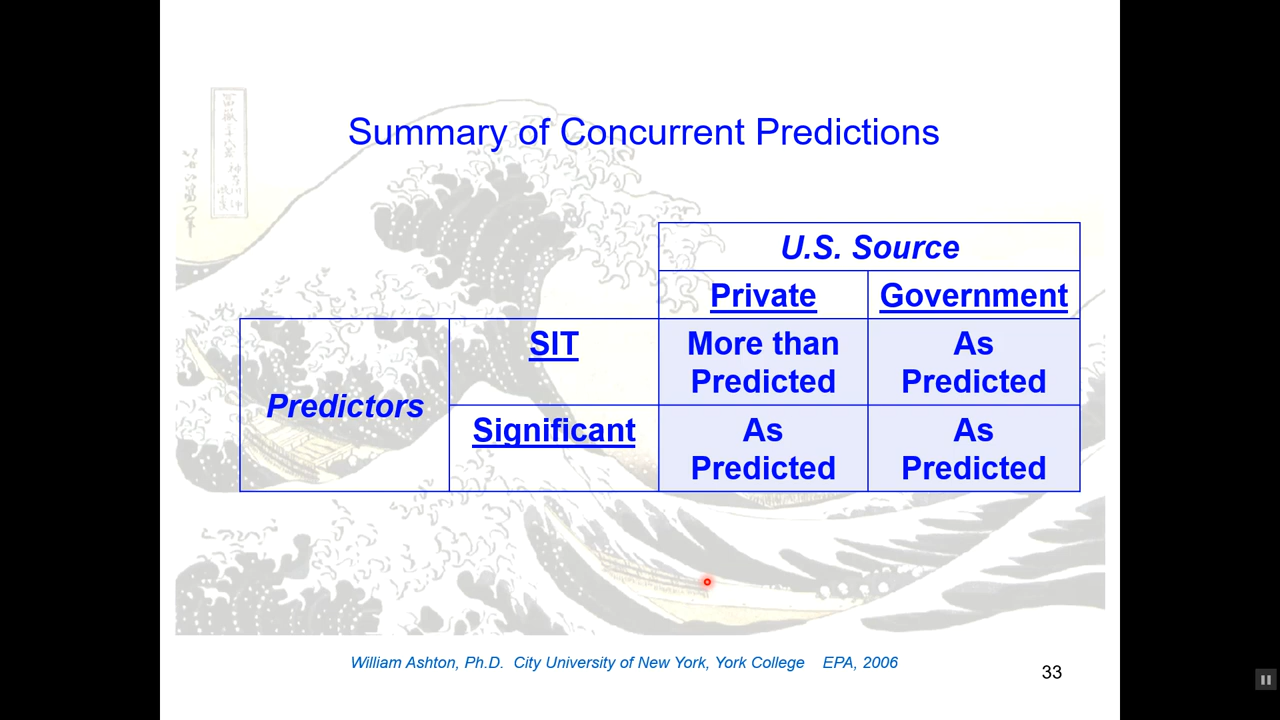 Summary of Concurrent Predictions
U.S. Source
Private
Government
Predictors
SIT
More than
Predicted
As
Predicted
Significant
As
Predicted
As
Predicted
William Ashton, Ph.D. City University of New York, York College EPA, 2006
33